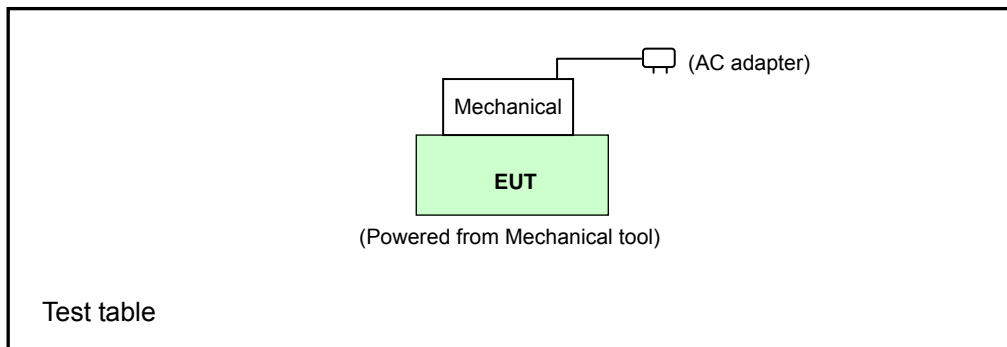 (AC adapter)
Mechanical
EUT
(Powered from Mechanical tool)
Test table